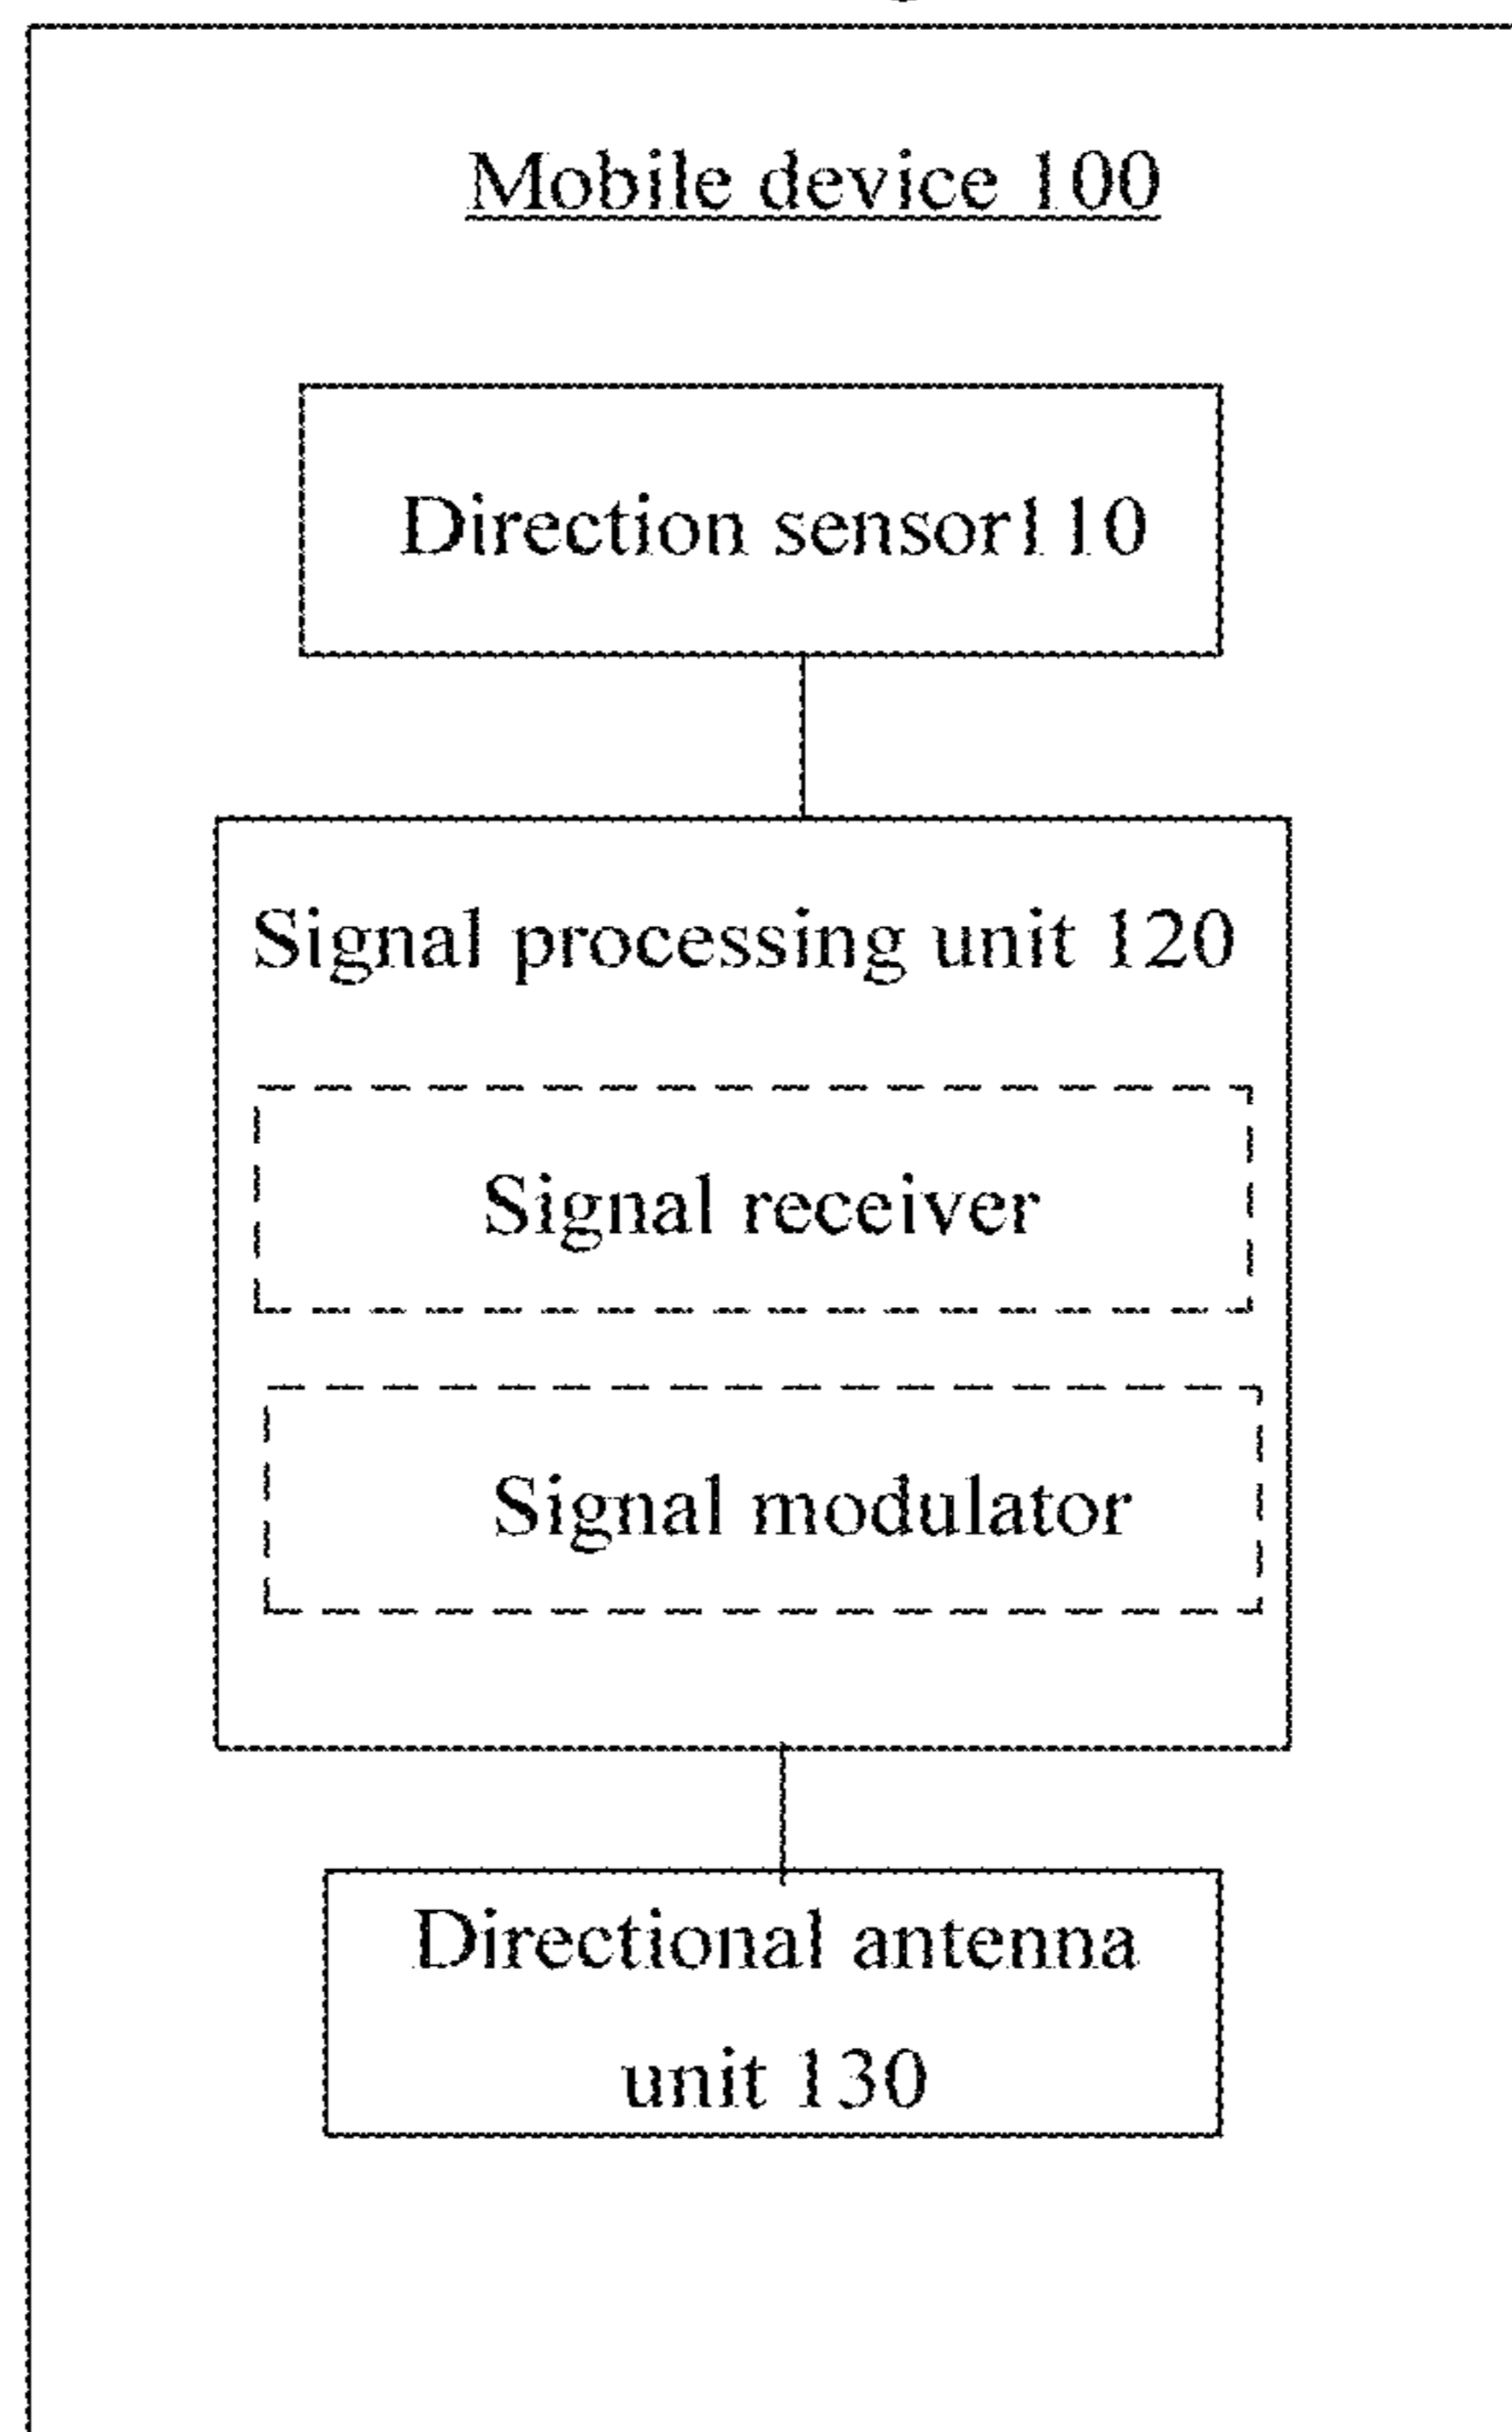 Mobile device 100
Direction sensor110
Signal processing unit 120
Signal receiver
Signal modulator
Directional antenna
unit 130